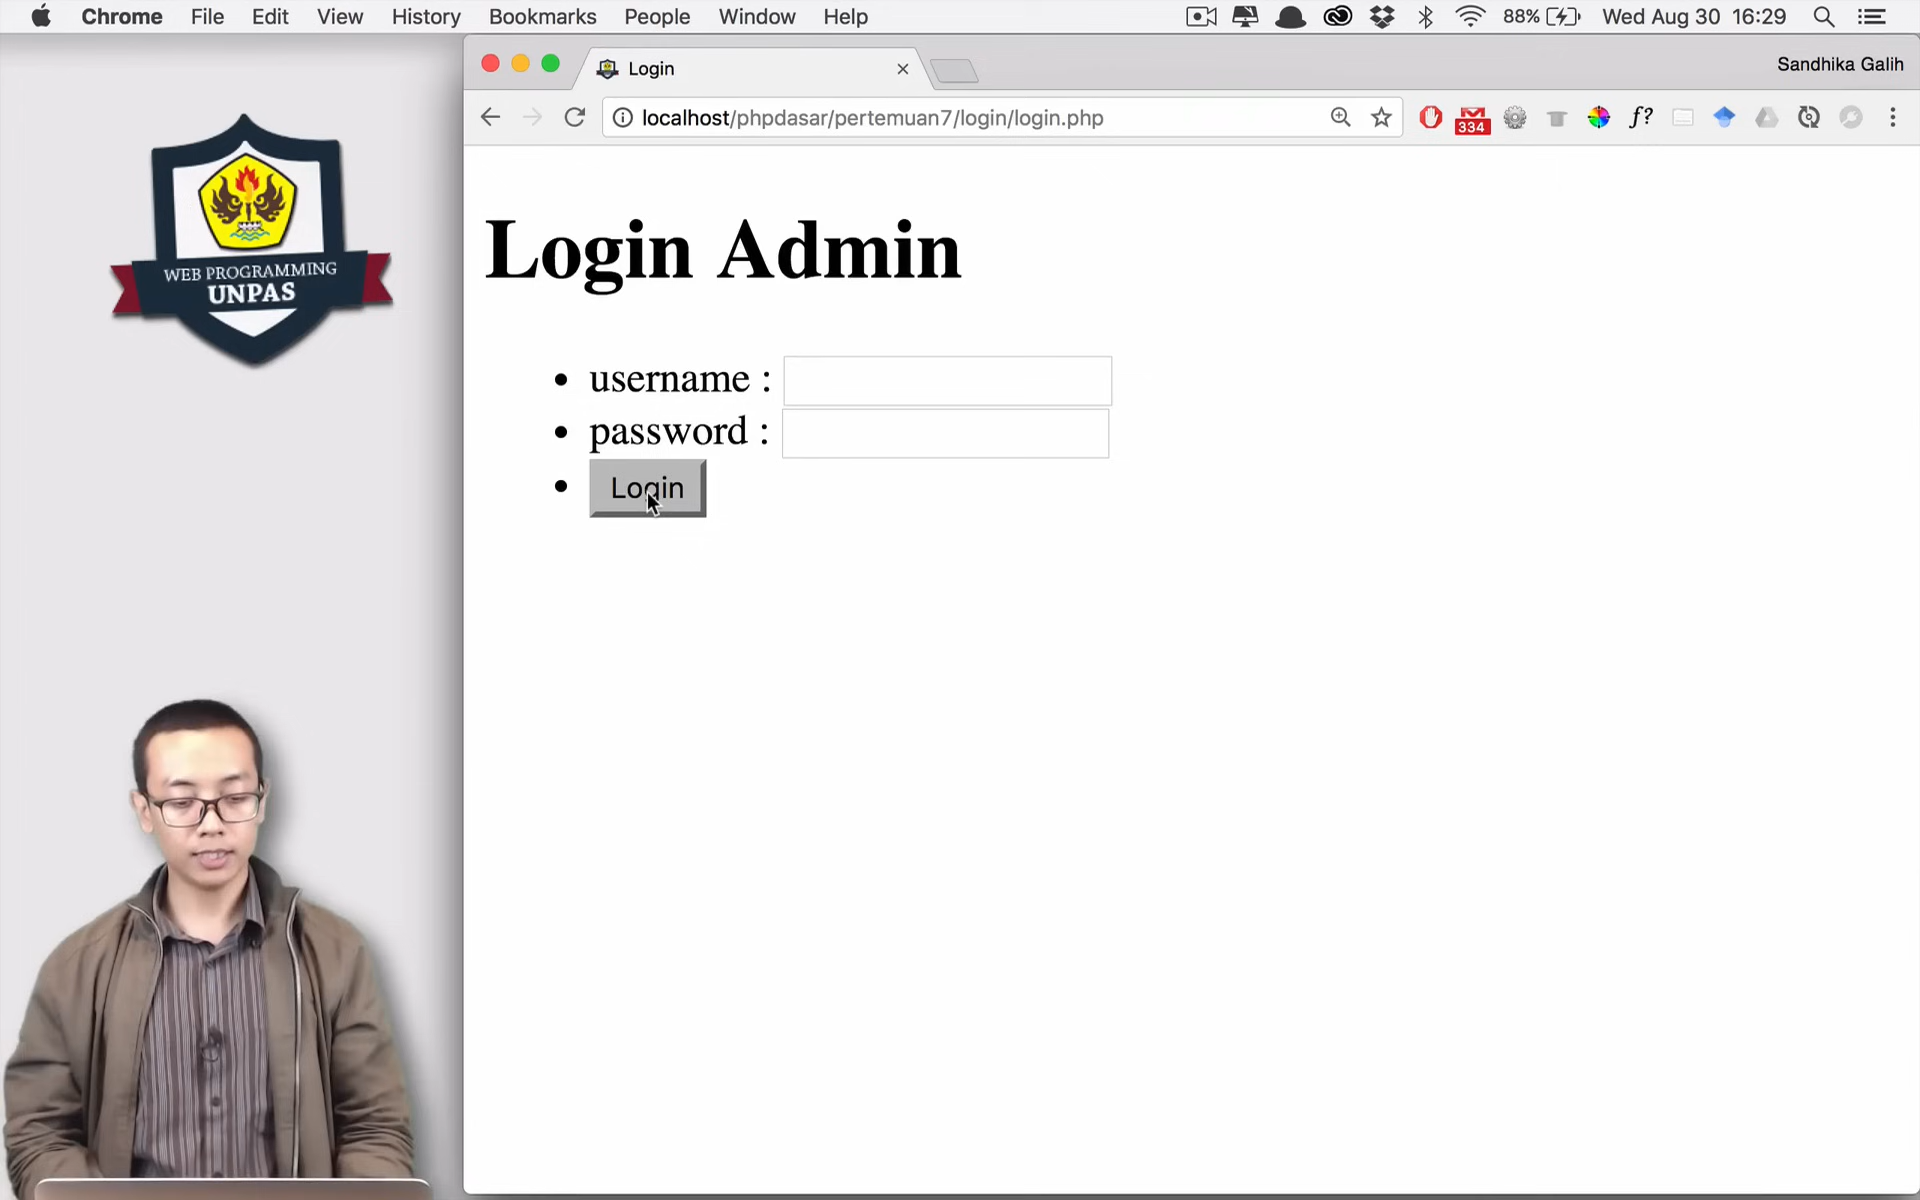 Chrome File Edit View History Bookmarks People Window Help 88% Wed Aug 30 16:29
Login Sandhika Galih
localhost/phpdasar/pertemuan7/login/login.php 334 f?
WEB PROGRAMMING
UNPAS
Login Admin
username :
password :
Login